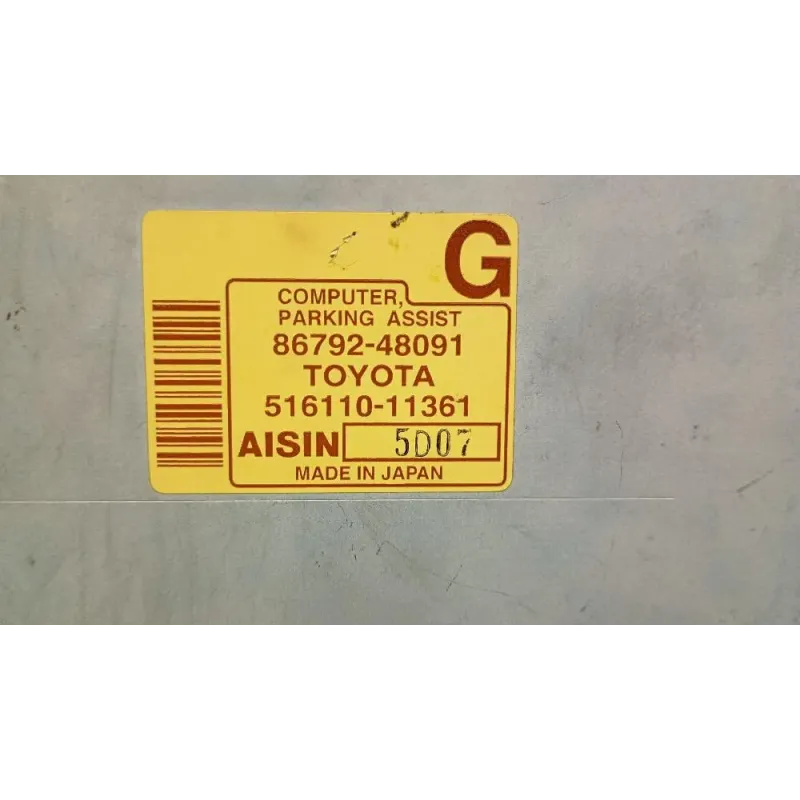 G
COMPUTER,
PARKING ASSIST
86792-48091
TOYOTA
516110-11361
AISIN 5D07
MADE IN JAPAN